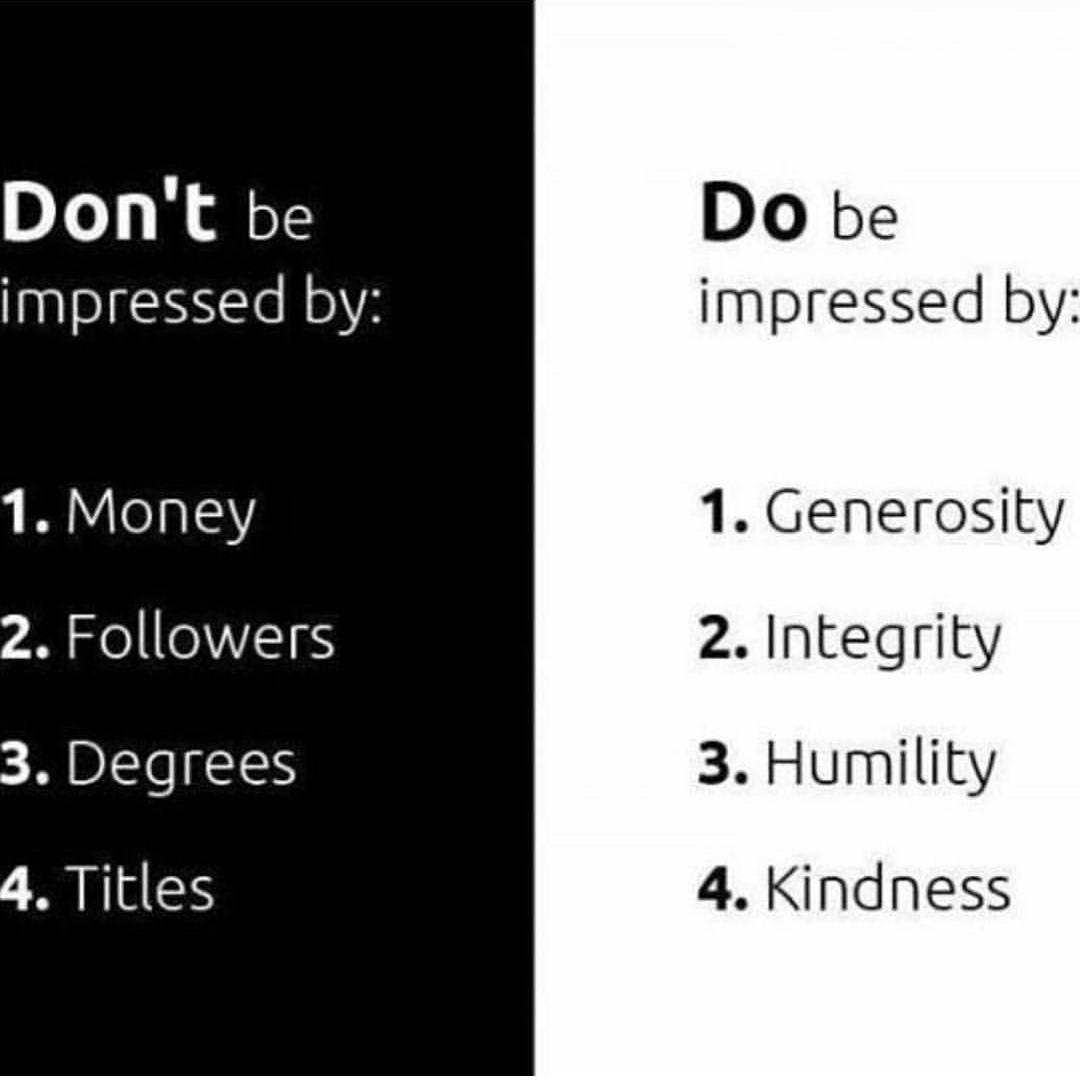 Don't be
impressed by:
1. Money
2. Followers
3. Degrees
4. Titles
Do be
impressed by:
1. Generosity
2. Integrity
3. Humility
4. Kindness